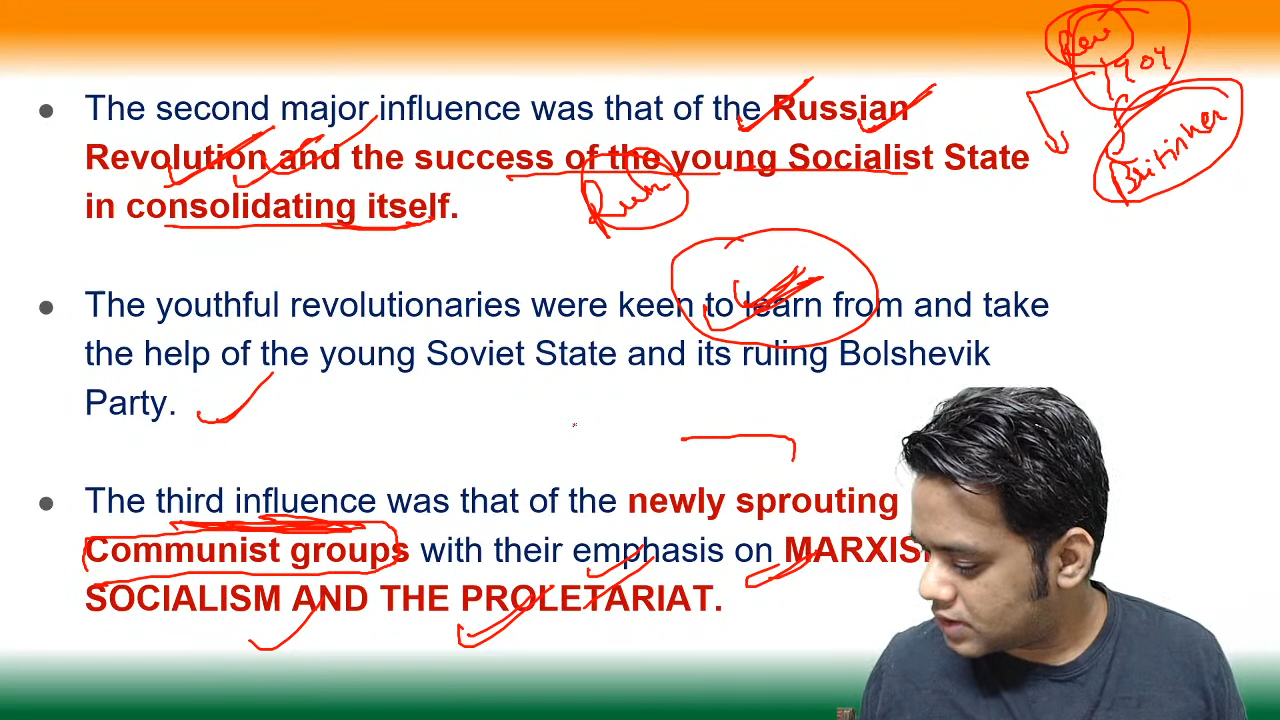 The second major influence was that of the Russian
Revolution and the success of the young Socialist State
in consolidating itself.
The youthful revolutionaries were keen to learn from and take
the help of the young Soviet State and its ruling Bolshevik
Party.
The third influence was that of the newly sprouting
Communist groups with their emphasis on
SOCIALISM AND THE PROLETARIAT.
1904
Britisher